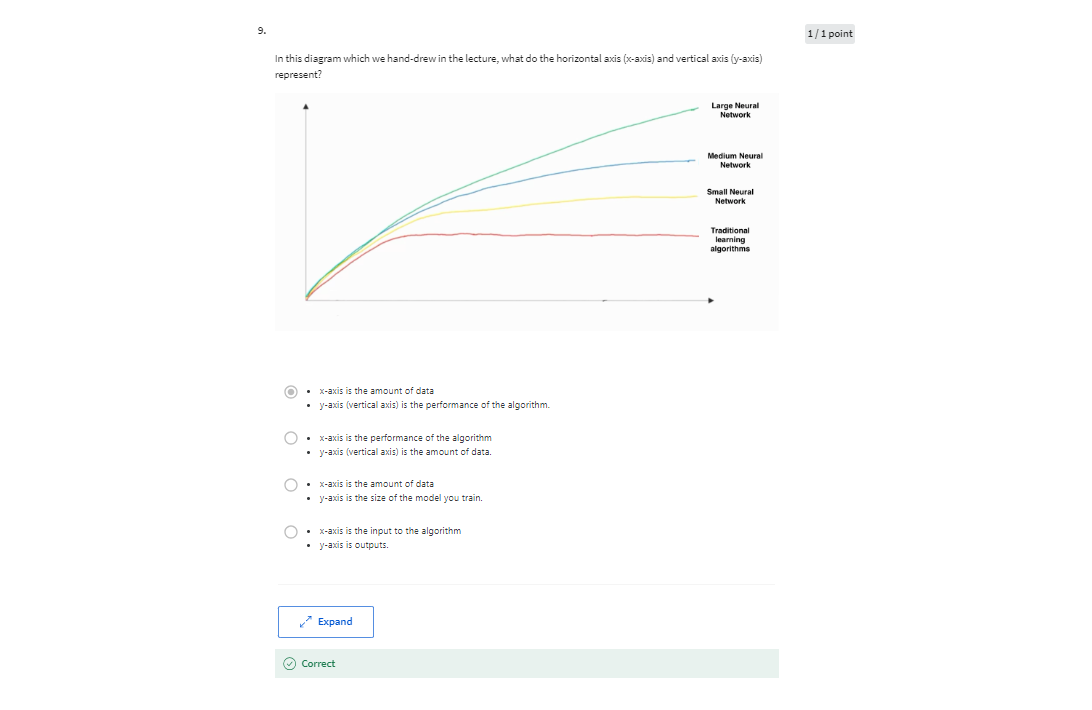 9.
1 / 1 point
In this diagram which we hand-drew in the lecture, what do the horizontal axis (x-axis) and vertical axis (y-axis)
represent?
Large Neural
Network
Medium Neural
Network
Small Neural
Network
Traditional
learning
algorithms
• x-axis is the amount of data
• y-axis (vertical axis) is the performance of the algorithm.
• x-axis is the performance of the algorithm
• y-axis (vertical axis) is the amount of data.
• x-axis is the amount of data
• y-axis is the size of the model you train.
• x-axis is the input to the algorithm
• y-axis is outputs.
Expand
Correct